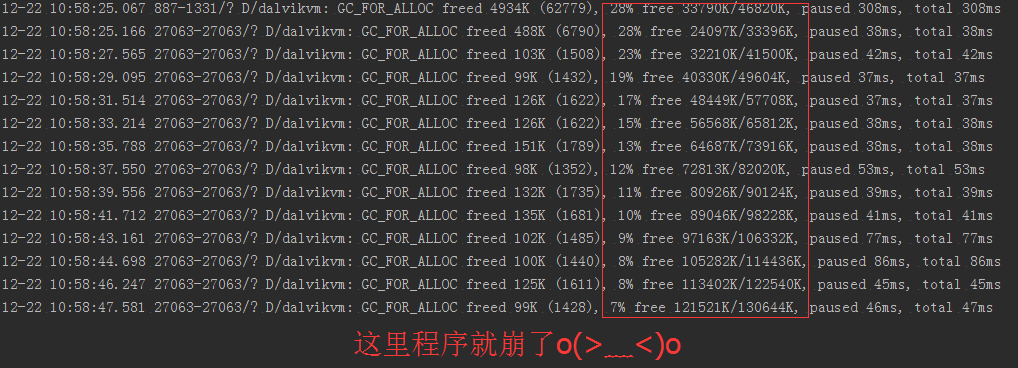 12-22 10:58:25.067 887-1331/? D/dalvikvm: GC_FOR_ALLOC freed 4934K (62779), 28% free 33790K/46820K, paused 308ms, total 308ms
12-22 10:58:25.166 27063-27063/? D/dalvikvm: GC_FOR_ALLOC freed 488K (6790), 28% free 24097K/33396K, paused 38ms, total 38ms
12-22 10:58:27.565 27063-27063/? D/dalvikvm: GC_FOR_ALLOC freed 103K (1508), 23% free 32210K/41500K, paused 42ms, total 42ms
12-22 10:58:29.095 27063-27063/? D/dalvikvm: GC_FOR_ALLOC freed 99K (1432), 19% free 40330K/49604K, paused 37ms, total 37ms
12-22 10:58:31.514 27063-27063/? D/dalvikvm: GC_FOR_ALLOC freed 126K (1622), 17% free 48449K/57708K, paused 37ms, total 37ms
12-22 10:58:33.214 27063-27063/? D/dalvikvm: GC_FOR_ALLOC freed 126K (1622), 15% free 56568K/65812K, paused 38ms, total 38ms
12-22 10:58:35.788 27063-27063/? D/dalvikvm: GC_FOR_ALLOC freed 151K (1789), 13% free 64687K/73916K, paused 38ms, total 38ms
12-22 10:58:37.550 27063-27063/? D/dalvikvm: GC_FOR_ALLOC freed 98K (1352), 12% free 72813K/82020K, paused 53ms, total 53ms
12-22 10:58:39.556 27063-27063/? D/dalvikvm: GC_FOR_ALLOC freed 132K (1735), 11% free 80926K/90124K, paused 39ms, total 39ms
12-22 10:58:41.712 27063-27063/? D/dalvikvm: GC_FOR_ALLOC freed 135K (1681), 10% free 89046K/98228K, paused 41ms, total 41ms
12-22 10:58:43.161 27063-27063/? D/dalvikvm: GC_FOR_ALLOC freed 102K (1485), 9% free 97163K/106332K, paused 77ms, total 77ms
12-22 10:58:44.698 27063-27063/? D/dalvikvm: GC_FOR_ALLOC freed 100K (1440), 8% free 105282K/114436K, paused 86ms, total 86ms
12-22 10:58:46.247 27063-27063/? D/dalvikvm: GC_FOR_ALLOC freed 125K (1611), 8% free 113402K/122540K, paused 45ms, total 45ms
12-22 10:58:47.581 27063-27063/? D/dalvikvm: GC_FOR_ALLOC freed 99K (1428), 7% free 121521K/130644K, paused 46ms, total 47ms
这里程序就崩了o(>﹏<)o